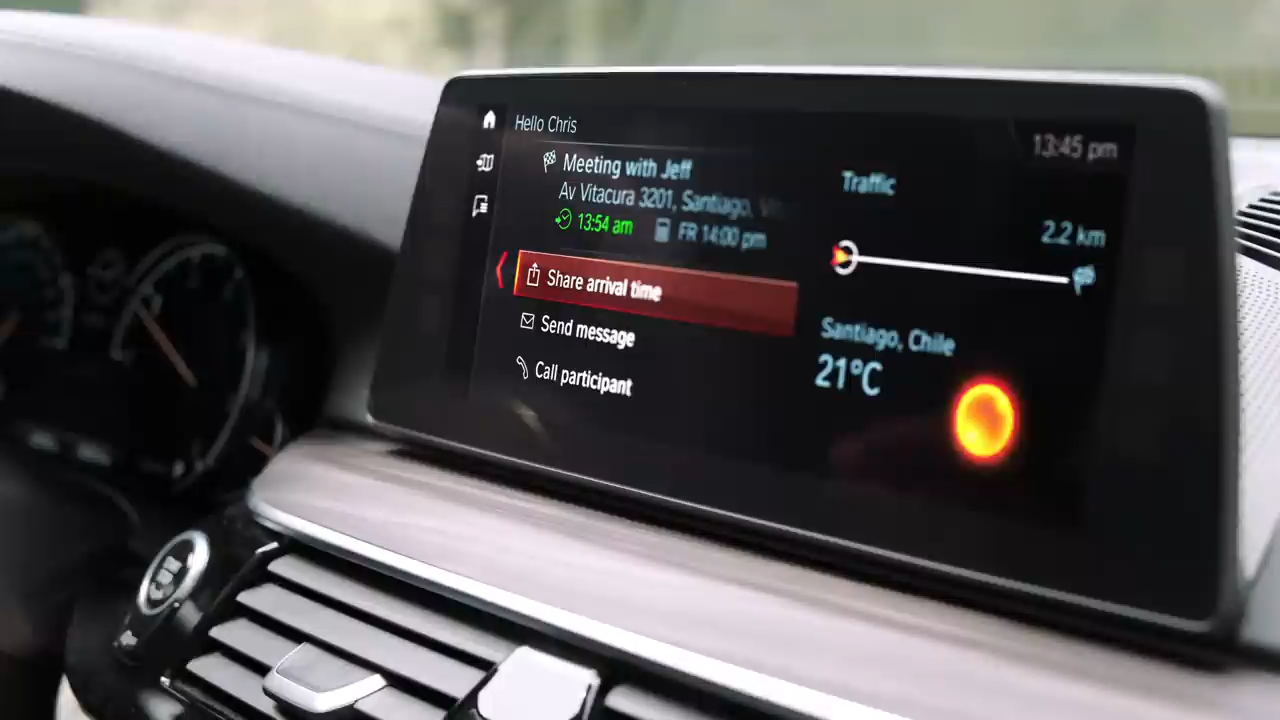 Hello Chris
13:45 pm
Meeting with Jeff
Av Vitacura 3201, Santiago,
13:54 am FR 14:00 pm
Share arrival time
Send message
Call participant
Traffic
2.2 km
Santiago, Chile
21°C